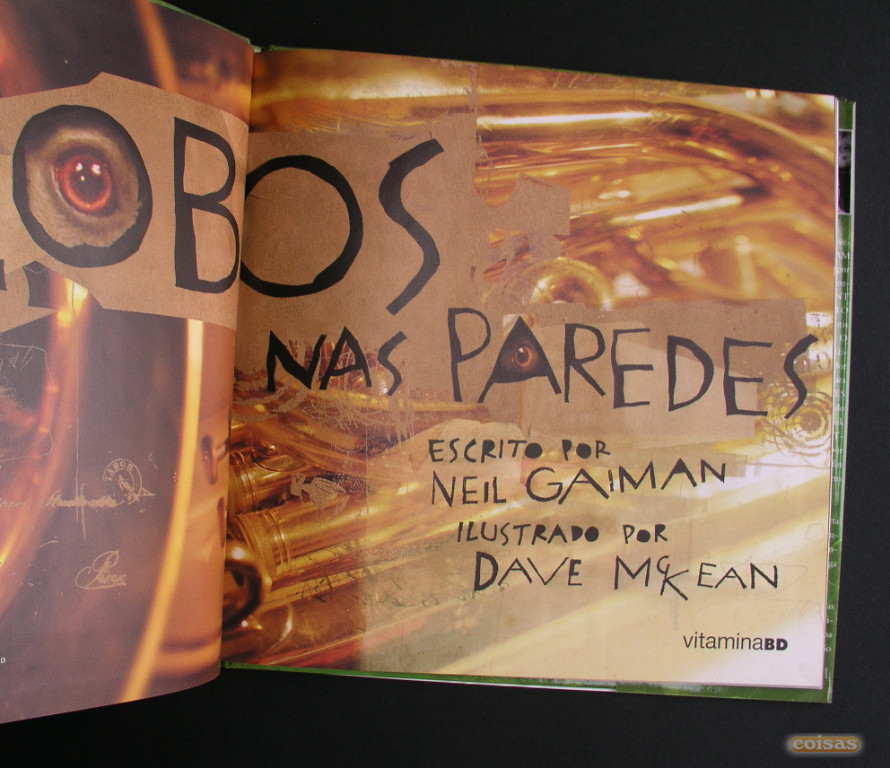 LOBOS
NAS PAREDES
ESCRITO POR
NEIL GAIMAN
ILUSTRADO POR
DAVE McKEAN
vitaminaBD
coisas